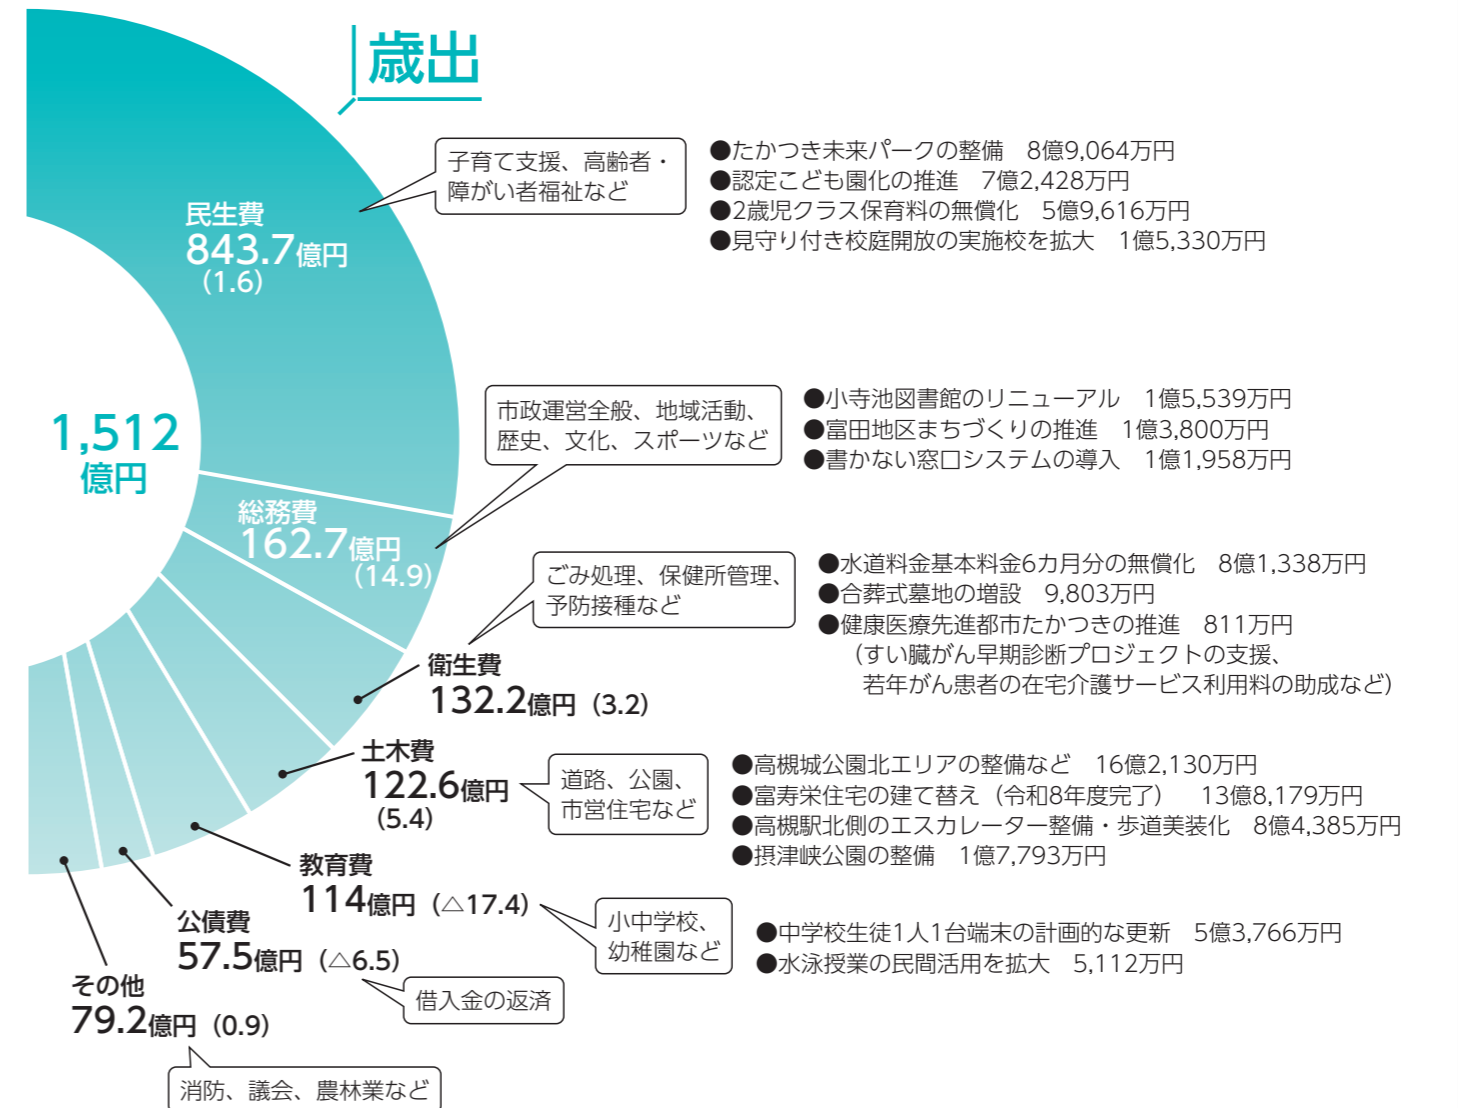 歳出
民生費
843.7億円
（1.6）
子育て支援、高齢者・
障がい者福祉など
●たかつき未来パークの整備　8億9,064万円
●認定こども園化の推進　7億2,428万円
●2歳児クラス保育料の無償化　5億9,616万円
●見守り付き校庭開放の実施校を拡大　1億5,330万円
1,512
億円
総務費
162.7億円
（14.9）
市政運営全般、地域活動、
歴史、文化、スポーツなど
●小寺池図書館のリニューアル　1億5,539万円
●富田地区まちづくりの推進　1億3,800万円
●書かない窓口システムの導入　1億1,958万円
衛生費
132.2億円（3.2）
ごみ処理、保健所管理、
予防接種など
●水道料金基本料金6カ月分の無償化　8億1,338万円
●合葬式墓地の増設　9,803万円
●健康医療先進都市たかつきの推進　811万円
（すい臓がん早期診断プロジェクトの支援、
若年がん患者の在宅介護サービス利用料の助成など）
土木費
122.6億円
（5.4）
道路、公園、
市営住宅など
●高槻城公園北エリアの整備など　16億2,130万円
●富寿栄住宅の建て替え（令和8年度完了）　13億8,179万円
●高槻駅北側のエスカレーター整備・歩道美装化　8億4,385万円
●摂津峡公園の整備　1億7,793万円
教育費
114億円（△17.4）
小中学校、
幼稚園など
●中学校生徒1人1台端末の計画的な更新　5億3,766万円
●水泳授業の民間活用を拡大　5,112万円
公債費
57.5億円（△6.5）
借入金の返済
その他
79.2億円（0.9）
消防、議会、農林業など